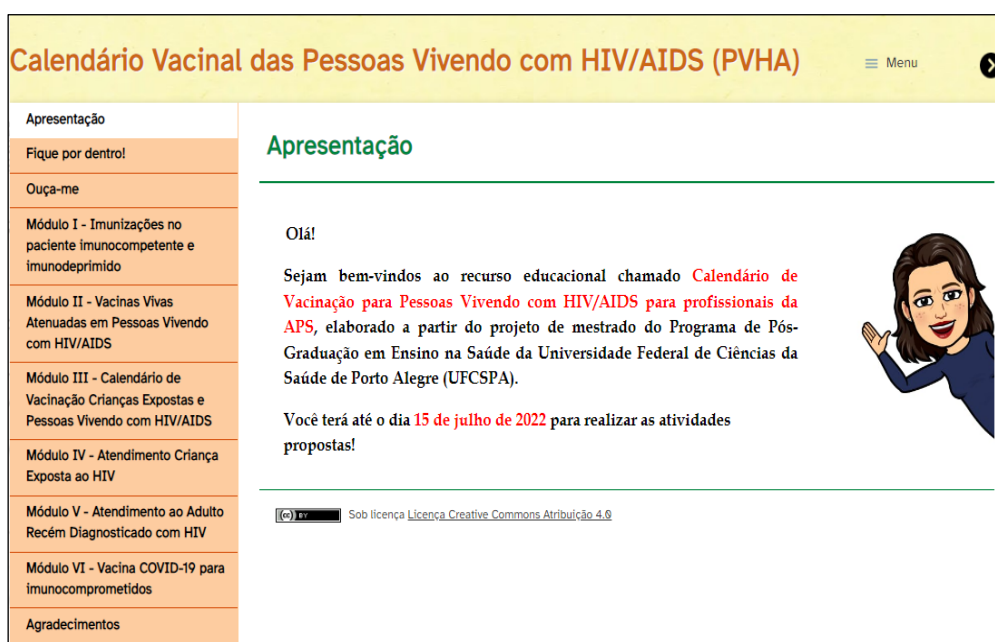 Calendário Vacinal das Pessoas Vivendo com HIV/AIDS (PVHA)
Menu
Apresentação
Fique por dentro!
Ouça-me
Módulo I - Imunizações no
paciente imunocompetente e
imunodeprimido
Módulo II - Vacinas Vivas
Atenuadas em Pessoas Vivendo
com HIV/AIDS
Módulo III - Calendário de
Vacinação Crianças Expostas e
Pessoas Vivendo com HIV/AIDS
Módulo IV - Atendimento Criança
Exposta ao HIV
Módulo V - Atendimento ao Adulto
Recém Diagnosticado com HIV
Módulo VI - Vacina COVID-19 para
imunocomprometidos
Agradecimentos
Apresentação
Olá!
Sejam bem-vindos ao recurso educacional chamado Calendário de
Vacinação para Pessoas Vivendo com HIV/AIDS para profissionais da
APS, elaborado a partir do projeto de mestrado do Programa de Pós-
Graduação em Ensino na Saúde da Universidade Federal de Ciências da
Saúde de Porto Alegre (UFCSPA).
Você terá até o dia 15 de julho de 2022 para realizar as atividades
propostas!
(cc) BY Sob licença Licença Creative Commons Atribuição 4.0